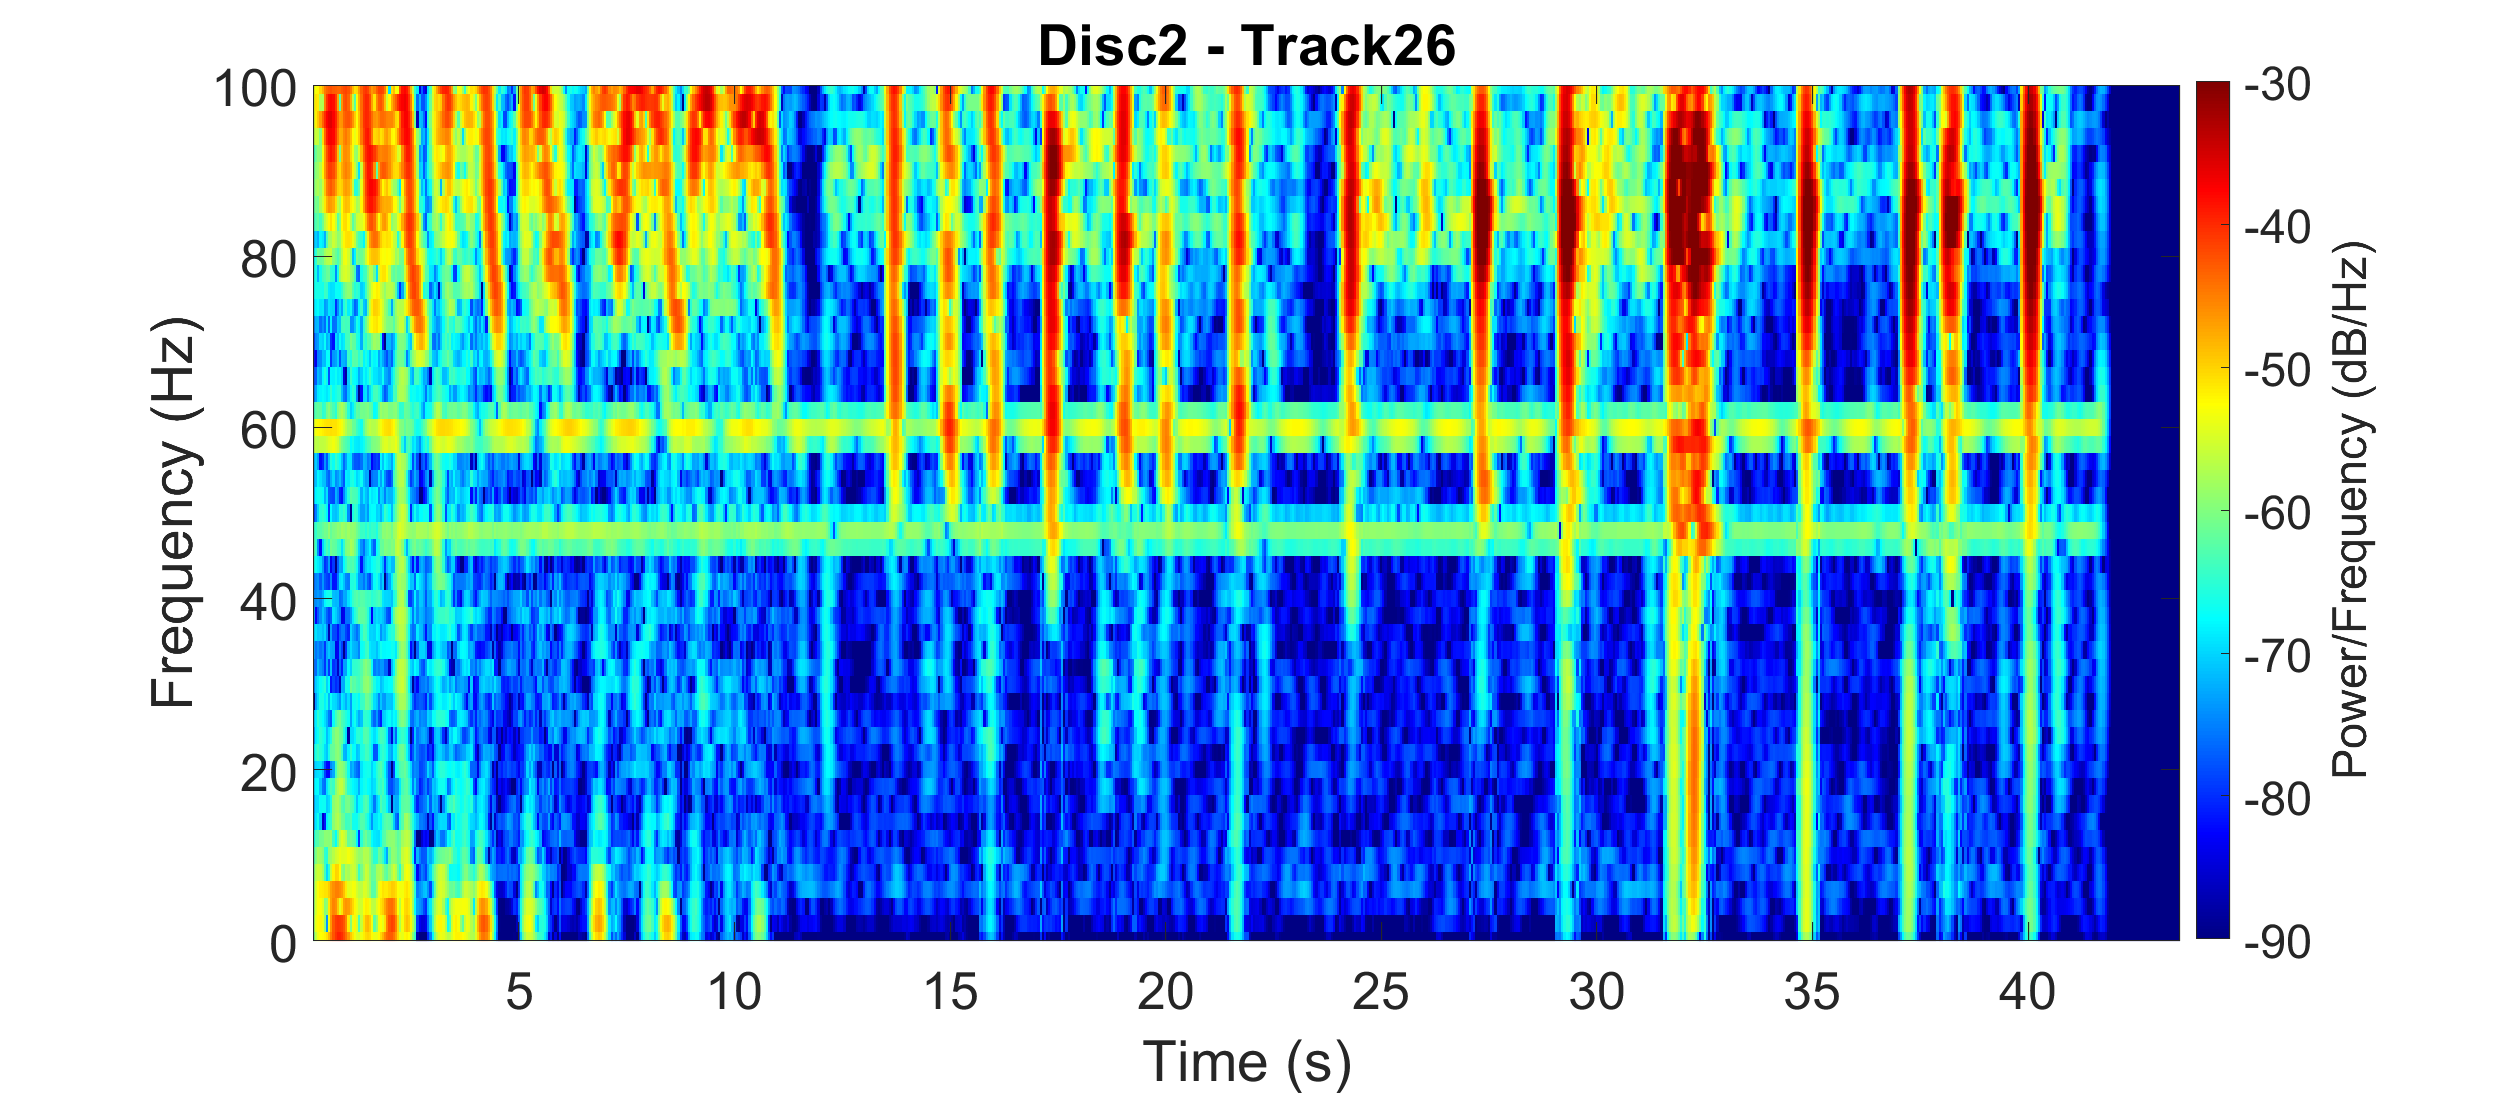 Disc2 - Track26
100
80
60
40
20
0
Frequency (Hz)
5 10 15 20 25 30 35 40
Time (s)
-30
-40
-50
-60
-70
-80
-90
Power/Frequency (dB/Hz)